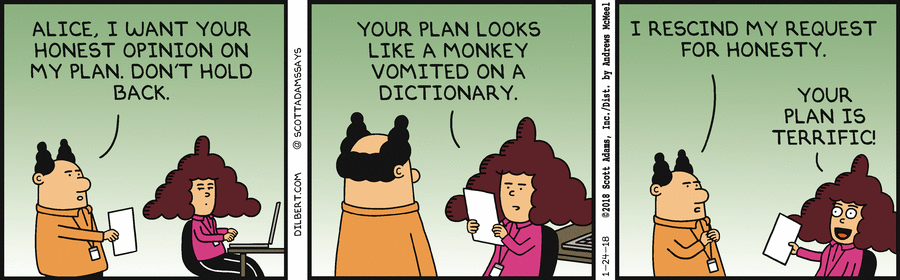 ALICE, I WANT YOUR
HONEST OPINION ON
MY PLAN. DON'T HOLD
BACK.
DILBERT.COM @SCOTTADAMSSAYS
YOUR PLAN LOOKS
LIKE A MONKEY
VOMITED ON A
DICTIONARY.
1-24-18 ©2018 Scott Adams, Inc./Dist. by Andrews McMeel
I RESCIND MY REQUEST
FOR HONESTY.
YOUR
PLAN IS
TERRIFIC!